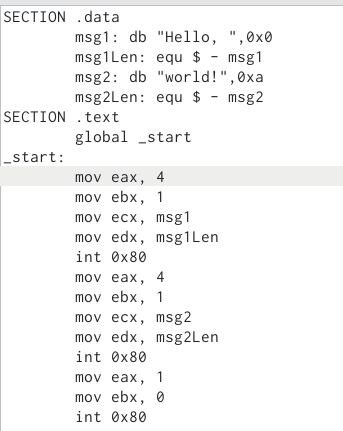 SECTION .data
msg1: db "Hello, ",0x0
msg1Len: equ $ - msg1
msg2: db "world!",0xa
msg2Len: equ $ - msg2
SECTION .text
global _start
_start:
mov eax, 4
mov ebx, 1
mov ecx, msg1
mov edx, msg1Len
int 0x80
mov eax, 4
mov ebx, 1
mov ecx, msg2
mov edx, msg2Len
int 0x80
mov eax, 1
mov ebx, 0
int 0x80